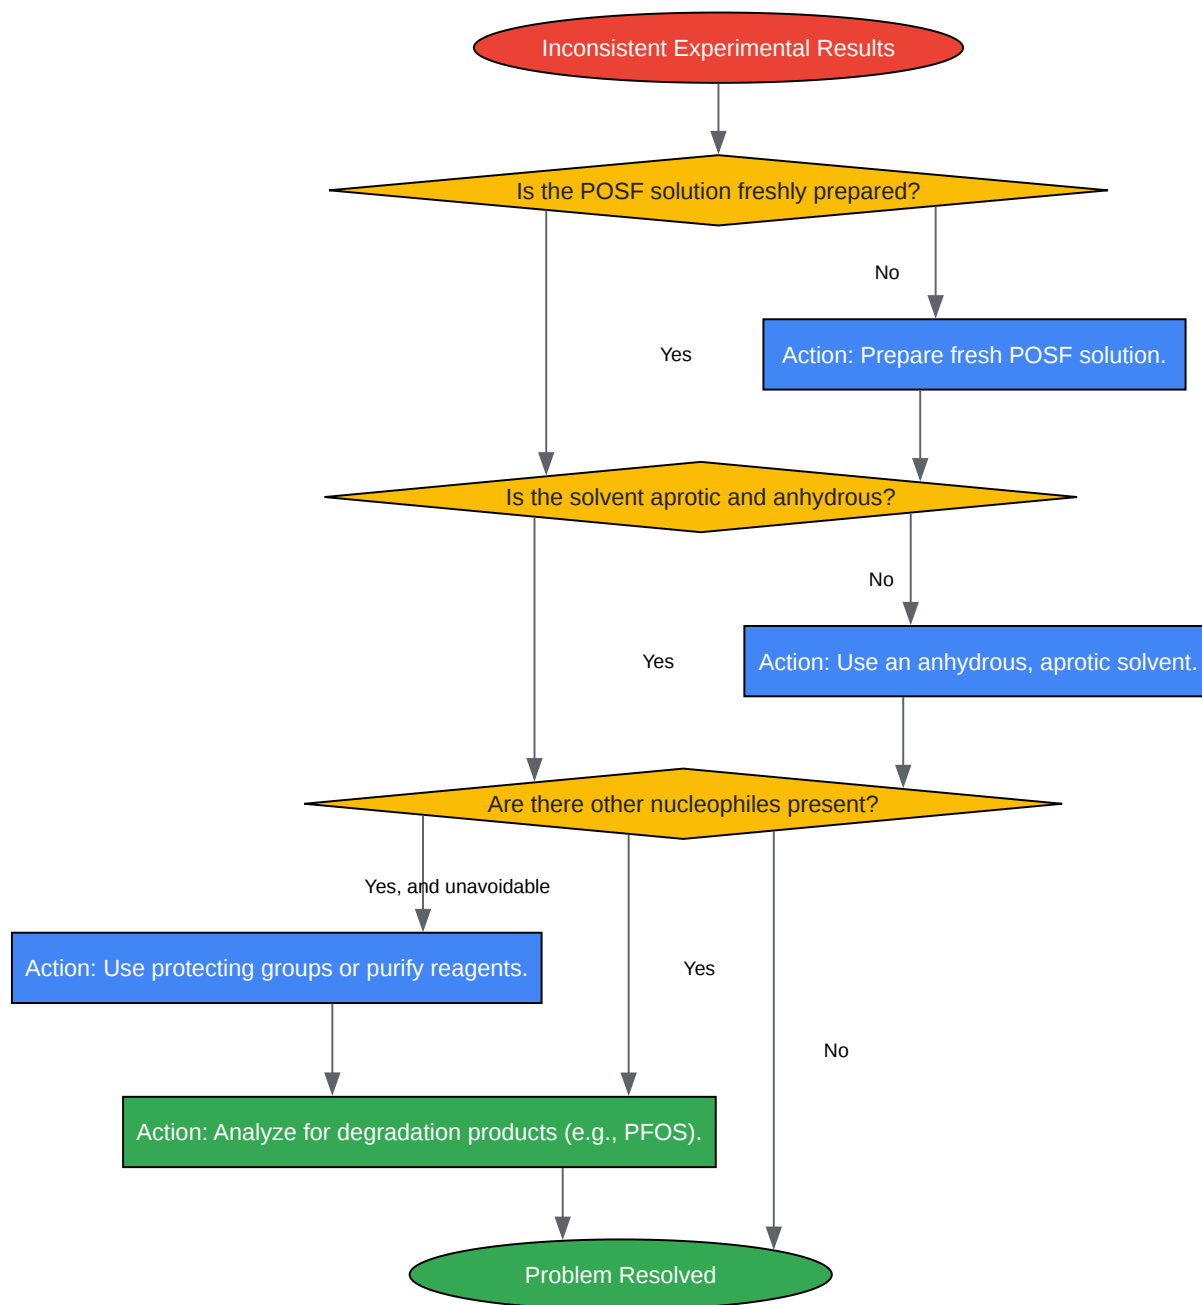 Inconsistent Experimental Results
Is the POSF solution freshly prepared?
No
Yes
Action: Prepare fresh POSF solution.
Is the solvent aprotic and anhydrous?
No
Yes
Action: Use an anhydrous, aprotic solvent.
Are there other nucleophiles present?
Yes, and unavoidable
Action: Use protecting groups or purify reagents.
Yes
No
Action: Analyze for degradation products (e.g., PFOS).
Problem Resolved